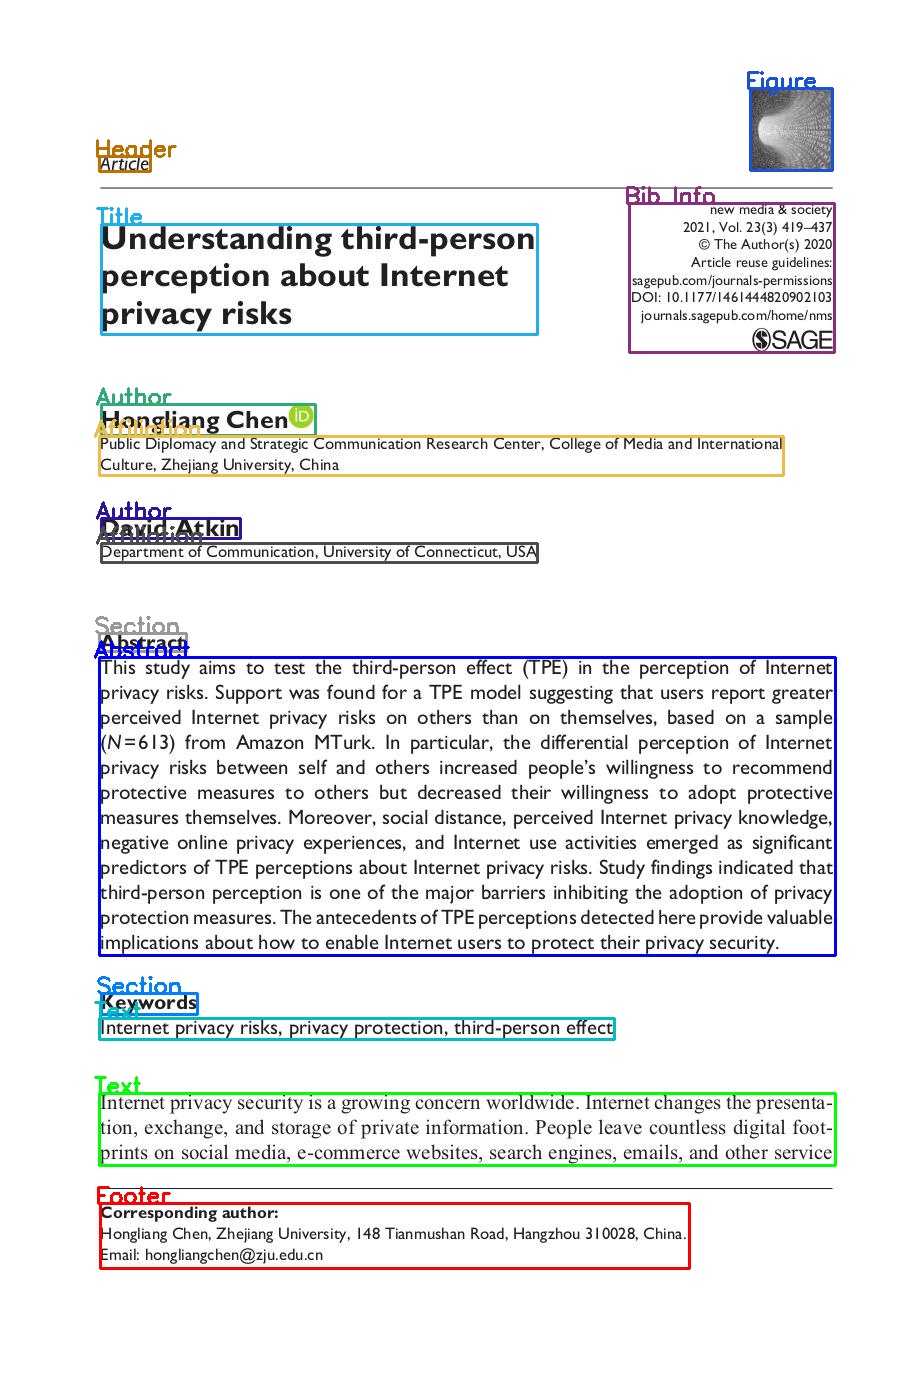 Figure
Header
Article
Bib Info
new media & society
2021, Vol. 23(3) 419–437
© The Author(s) 2020
Article reuse guidelines:
sagepub.com/journals-permissions
DOI: 10.1177/1461444820902103
journals.sagepub.com/home/nms
SAGE
Title
Understanding third-person
perception about Internet
privacy risks
Author
Hongliang Chen iD
Affiliation
Public Diplomacy and Strategic Communication Research Center, College of Media and International
Culture, Zhejiang University, China
Author
David Atkin
Affiliation
Department of Communication, University of Connecticut, USA
Section
Abstract
Abstract
This study aims to test the third-person effect (TPE) in the perception of Internet
privacy risks. Support was found for a TPE model suggesting that users report greater
perceived Internet privacy risks on others than on themselves, based on a sample
(N=613) from Amazon MTurk. In particular, the differential perception of Internet
privacy risks between self and others increased people’s willingness to recommend
protective measures to others but decreased their willingness to adopt protective
measures themselves. Moreover, social distance, perceived Internet privacy knowledge,
negative online privacy experiences, and Internet use activities emerged as significant
predictors of TPE perceptions about Internet privacy risks. Study findings indicated that
third-person perception is one of the major barriers inhibiting the adoption of privacy
protection measures. The antecedents of TPE perceptions detected here provide valuable
implications about how to enable Internet users to protect their privacy security.
Section
Keywords
Text
Internet privacy risks, privacy protection, third-person effect
Text
Internet privacy security is a growing concern worldwide. Internet changes the presenta-
tion, exchange, and storage of private information. People leave countless digital foot-
prints on social media, e-commerce websites, search engines, emails, and other service
Footer
Corresponding author:
Hongliang Chen, Zhejiang University, 148 Tianmushan Road, Hangzhou 310028, China.
Email: hongliangchen@zju.edu.cn